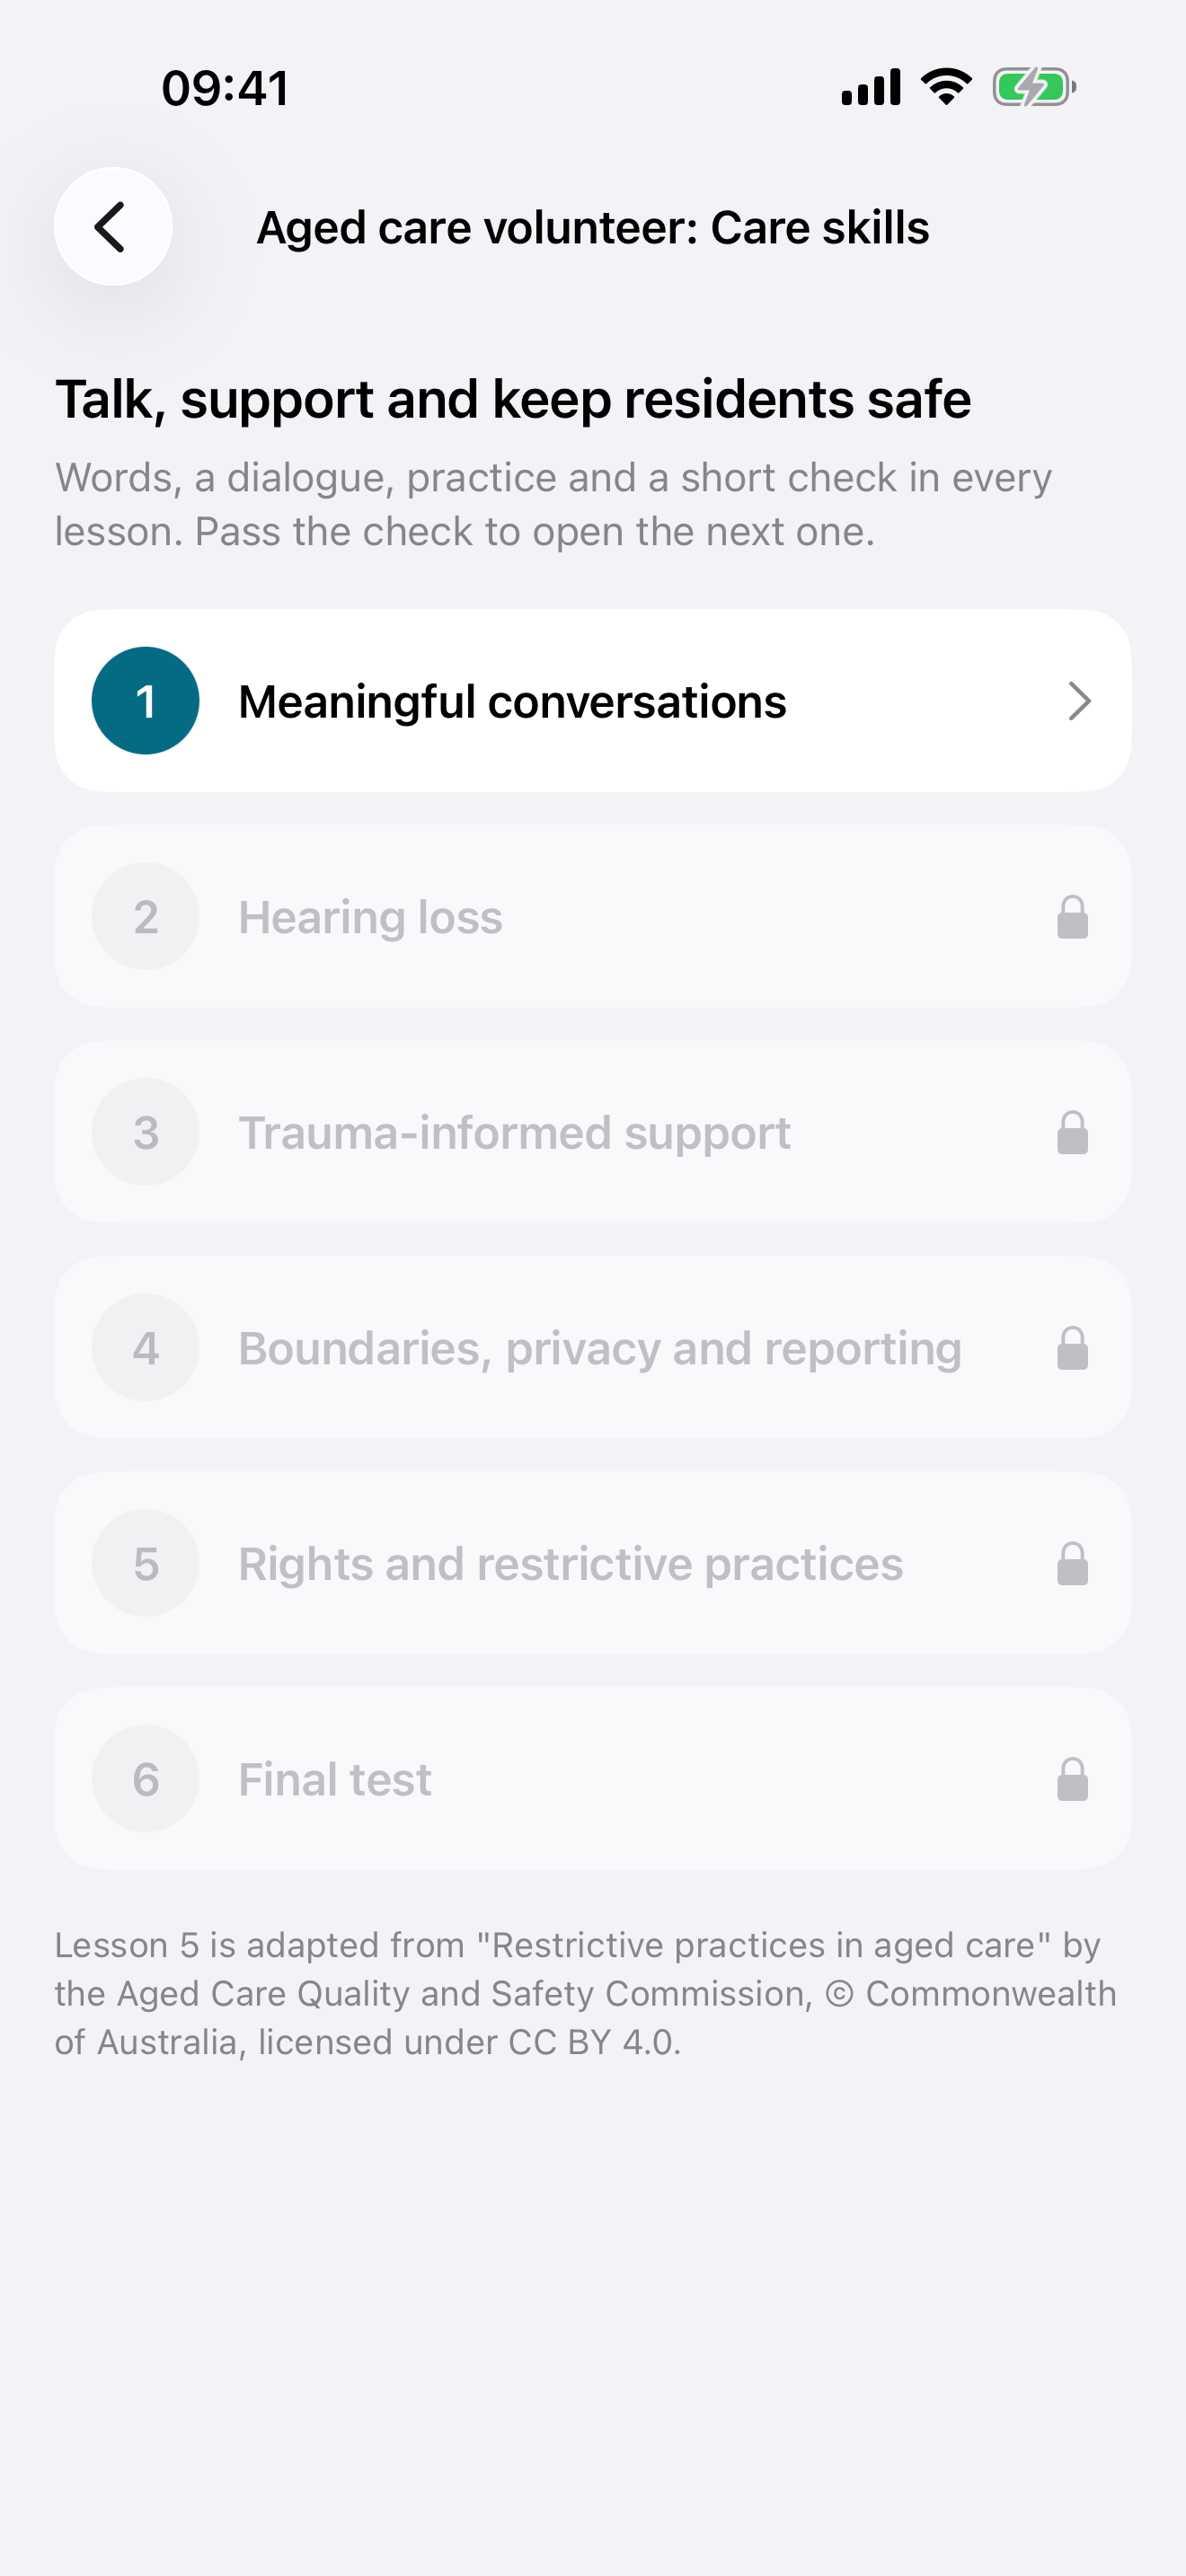 09:41
Aged care volunteer: Care skills
Talk, support and keep residents safe
Words, a dialogue, practice and a short check in every
lesson. Pass the check to open the next one.
1 Meaningful conversations
2 Hearing loss
3 Trauma-informed support
4 Boundaries, privacy and reporting
5 Rights and restrictive practices
6 Final test
Lesson 5 is adapted from "Restrictive practices in aged care" by
the Aged Care Quality and Safety Commission, © Commonwealth
of Australia, licensed under CC BY 4.0.